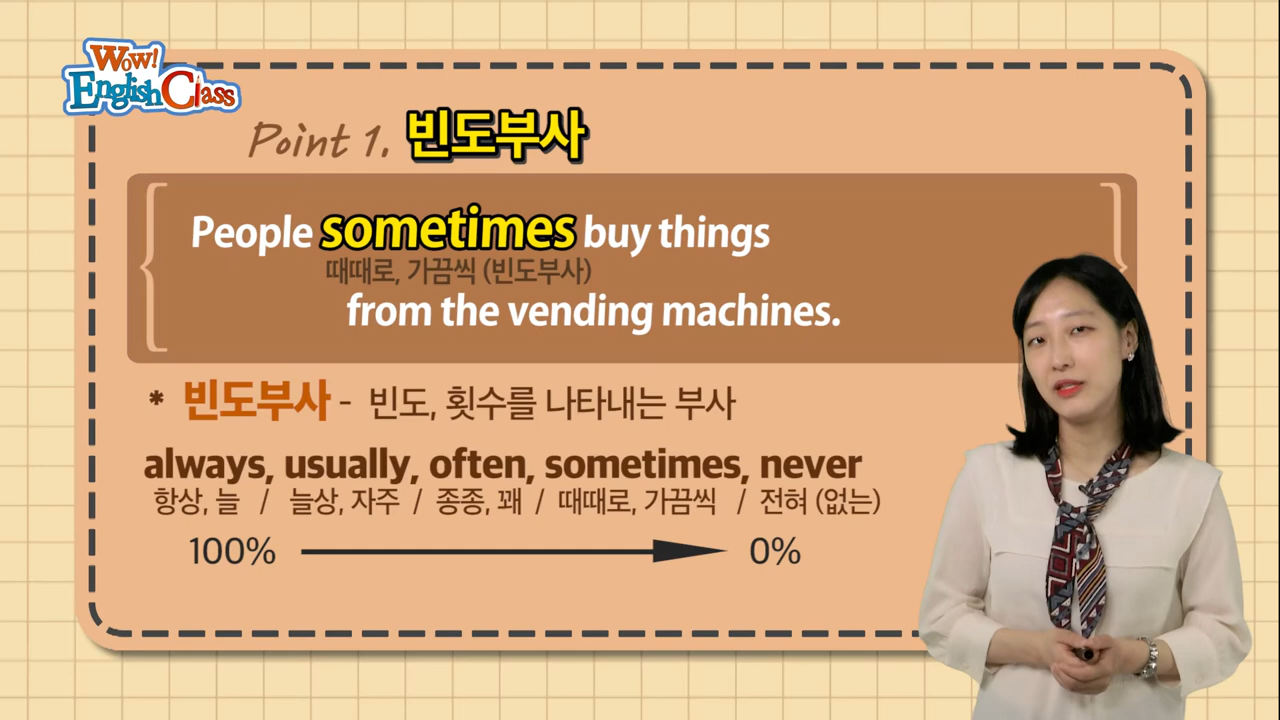 Wow!
English Class
Point 1. 빈도부사
People sometimes buy things
때때로, 가끔씩 (빈도부사)
from the vending machines.
* 빈도부사 - 빈도, 횟수를 나타내는 부사
always, usually, often, sometimes, never
항상, 늘 / 늘상, 자주 / 종종, 꽤 / 때때로, 가끔씩 / 전혀 (없는)
100% 0%